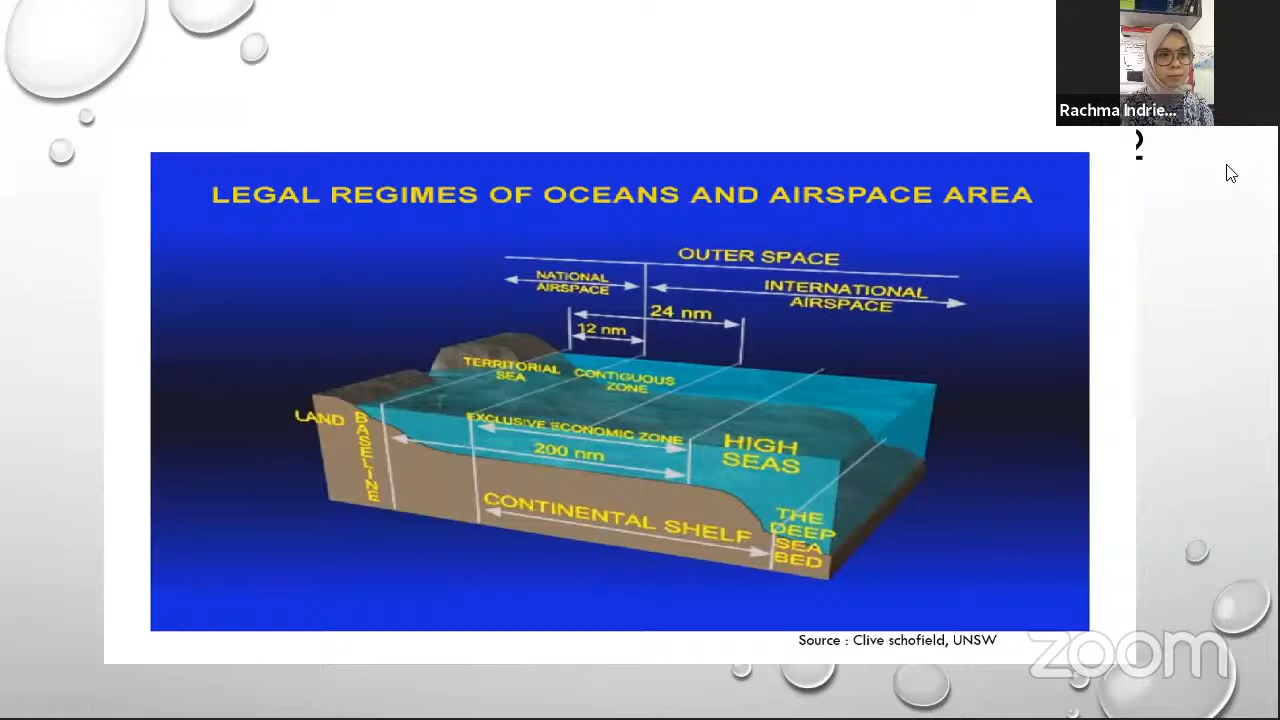 Rachma Indrie...
2
LEGAL REGIMES OF OCEANS AND AIRSPACE AREA
OUTER SPACE
NATIONAL
AIRSPACE
INTERNATIONAL
AIRSPACE
24 nm
12 nm
TERRITORIAL
SEA
CONTIGUOUS
ZONE
LAND
BASELINE
EXCLUSIVE ECONOMIC ZONE
200 nm
HIGH
SEAS
CONTINENTAL SHELF
THE
DEEP
SEA
BED
Source : Clive schofield, UNSW
zoom